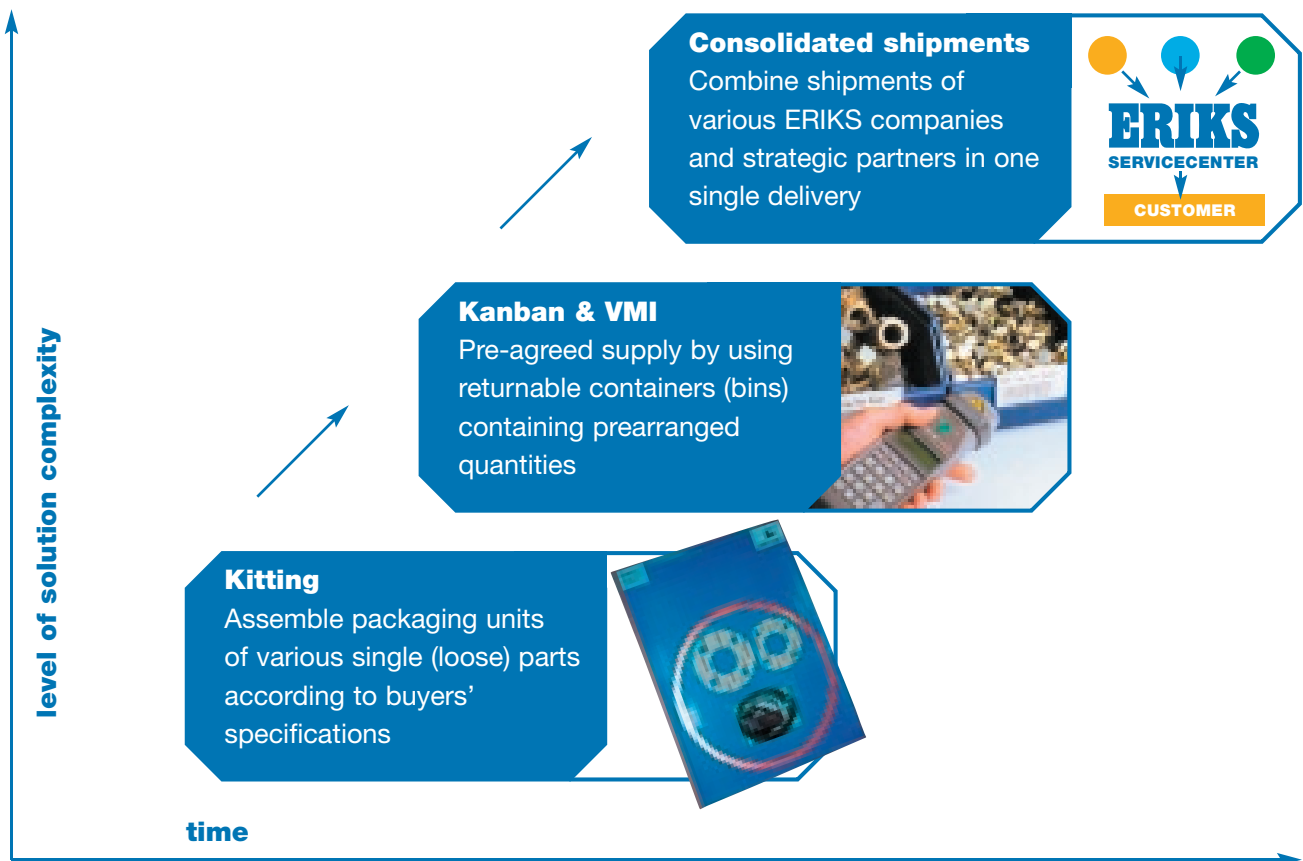 Consolidated shipments
Combine shipments of
various ERIKS companies
and strategic partners in one
single delivery
ERIKS
SERVICECENTER
CUSTOMER
Kanban & VMI
Pre-agreed supply by using
returnable containers (bins)
containing prearranged
quantities
Kitting
Assemble packaging units
of various single (loose) parts
according to buyers’
specifications
level of solution complexity
time